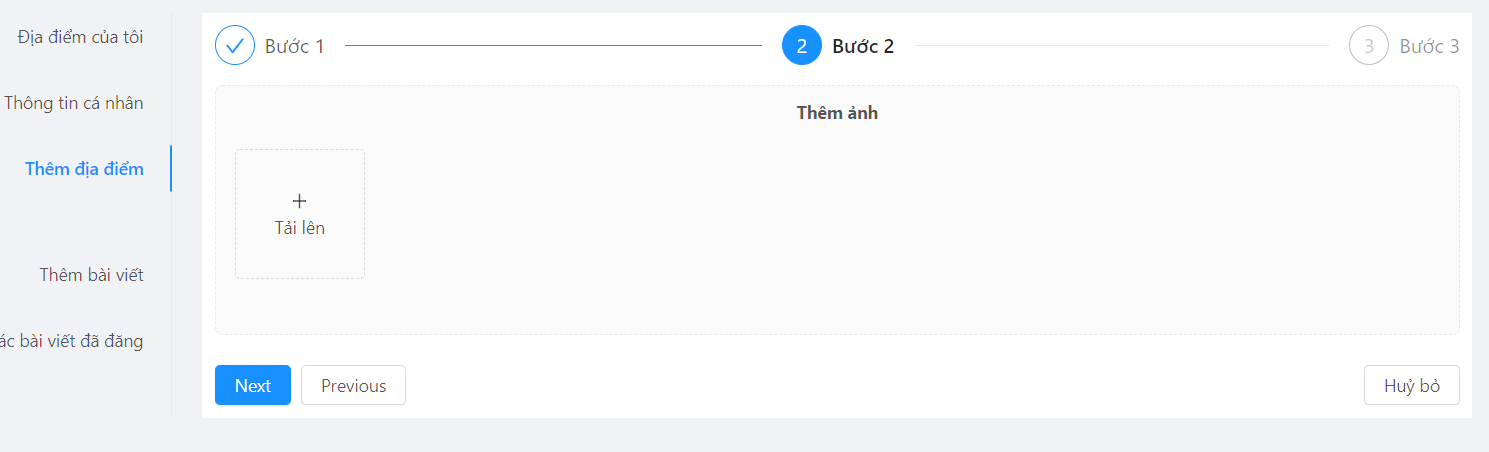 Địa điểm của tôi
Thông tin cá nhân
Thêm địa điểm
Thêm bài viết
bài viết đã đăng
Bước 1
2 Bước 2
3 Bước 3
Thêm ảnh
+
Tải lên
Next Previous Huỷ bỏ